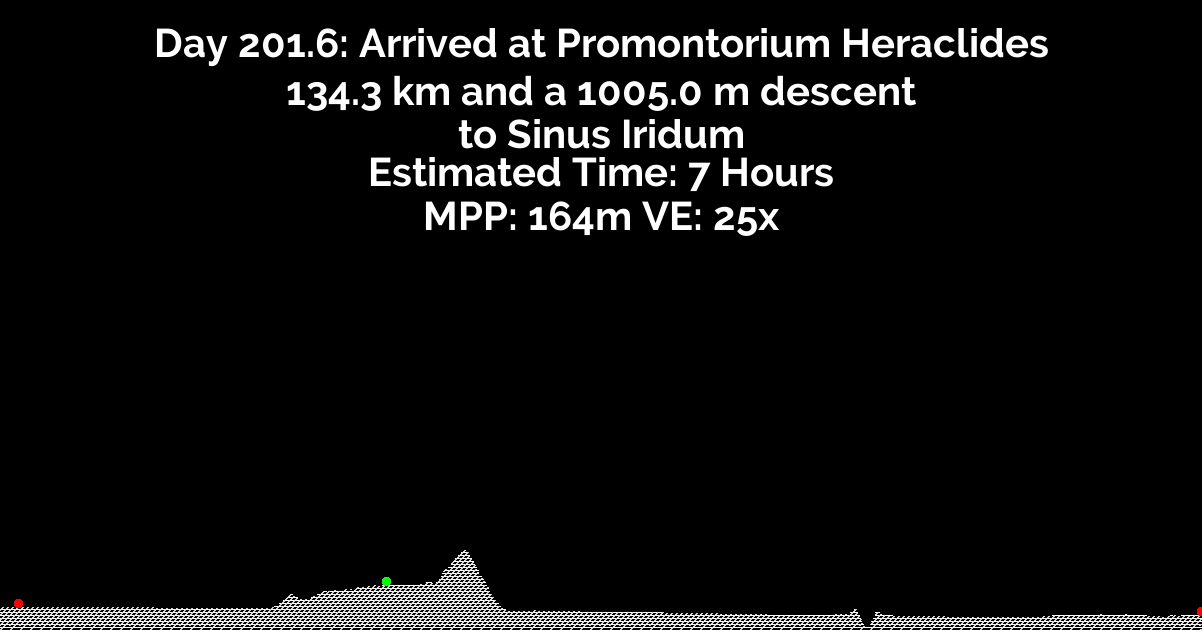 Day 201.6: Arrived at Promontorium Heraclides
134.3 km and a 1005.0 m descent
to Sinus Iridum
Estimated Time: 7 Hours
MPP: 164m VE: 25x